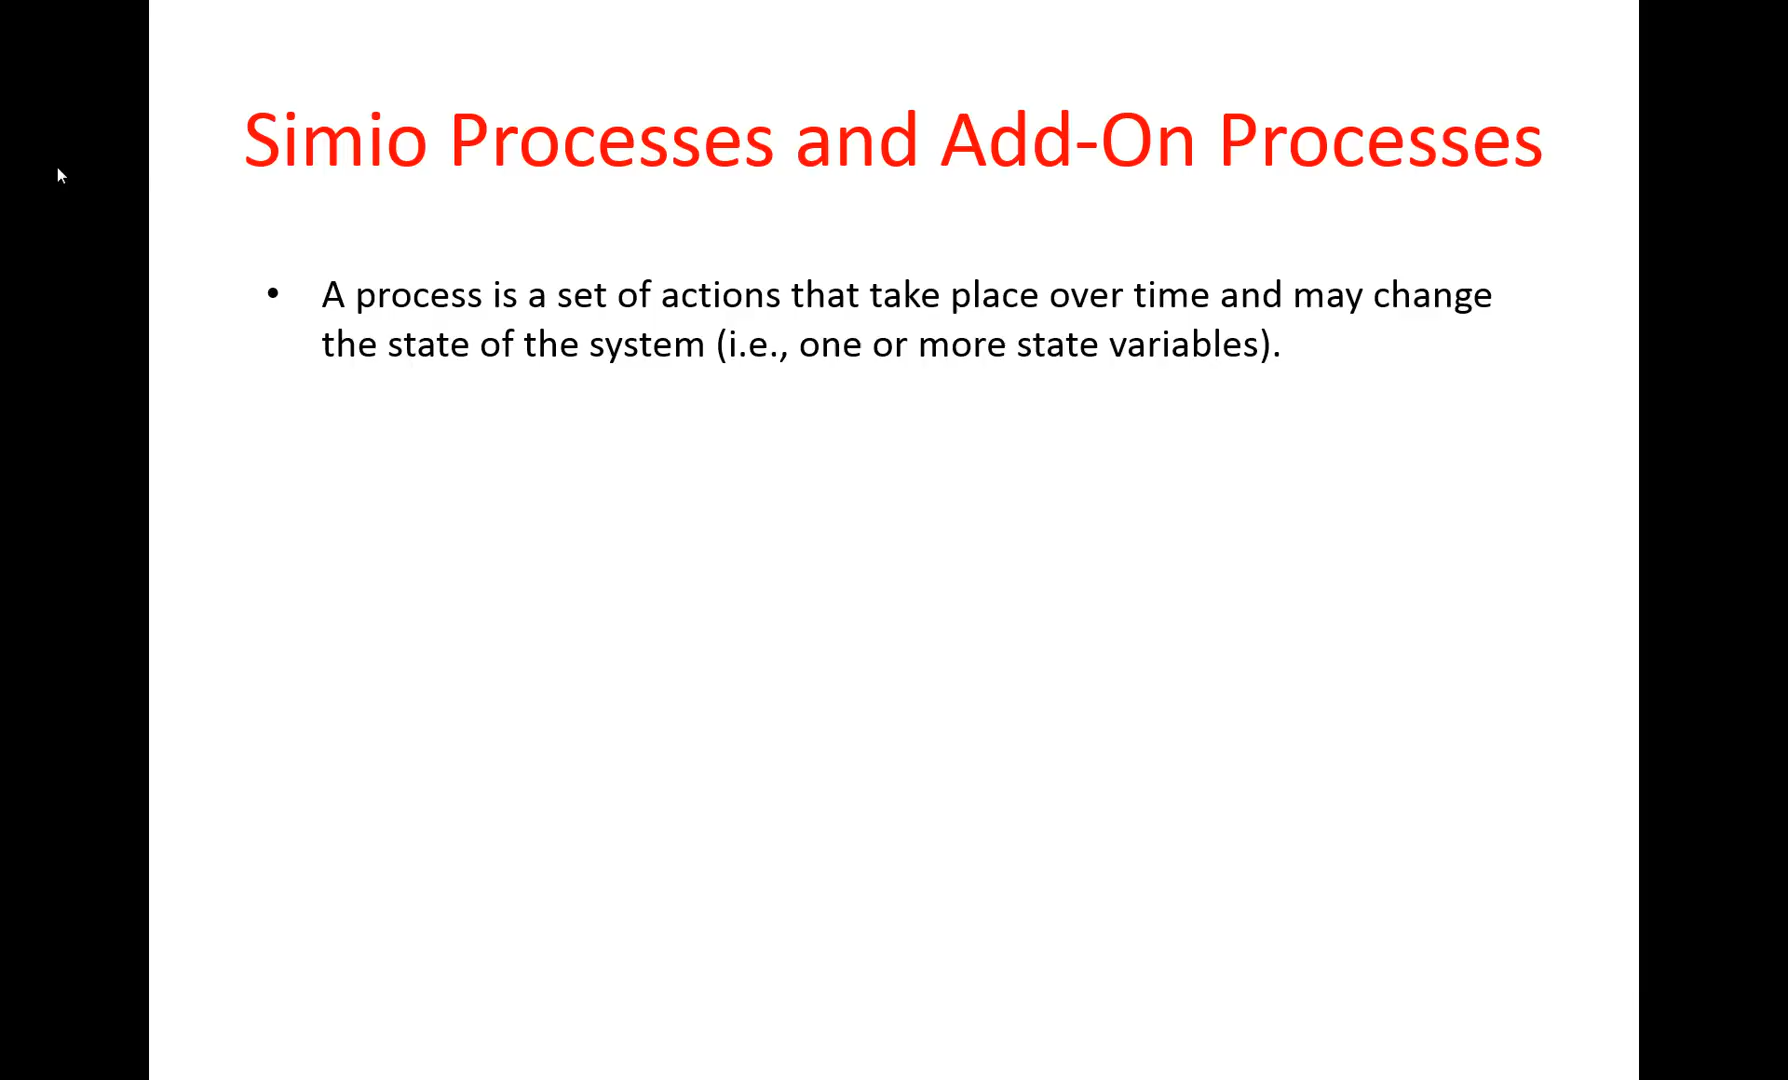 Simio Processes and Add-On Processes
• A process is a set of actions that take place over time and may change
the state of the system (i.e., one or more state variables).